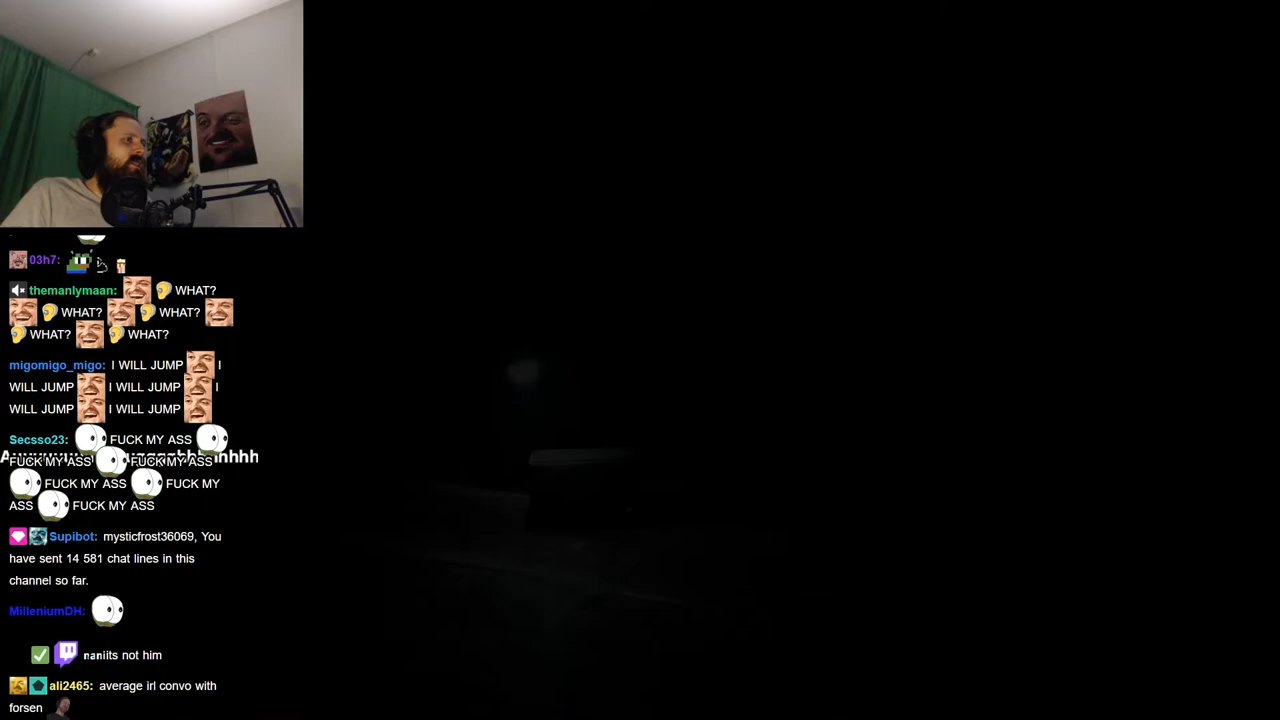 03h7:
themanlymaan: WHAT?
WHAT? WHAT?
WHAT? WHAT?
migomigo_migo: I WILL JUMP I
WILL JUMP I WILL JUMP I
WILL JUMP I WILL JUMP
Secsso23: FUCK MY ASS
FUCK MY ASS FUCK MY ASS
FUCK MY ASS FUCK MY
ASS FUCK MY ASS
Supibot: mysticfrost36069, You
have sent 14 581 chat lines in this
channel so far.
MilleniumDH:
naniits not him
ali2465: average irl convo with
forsen